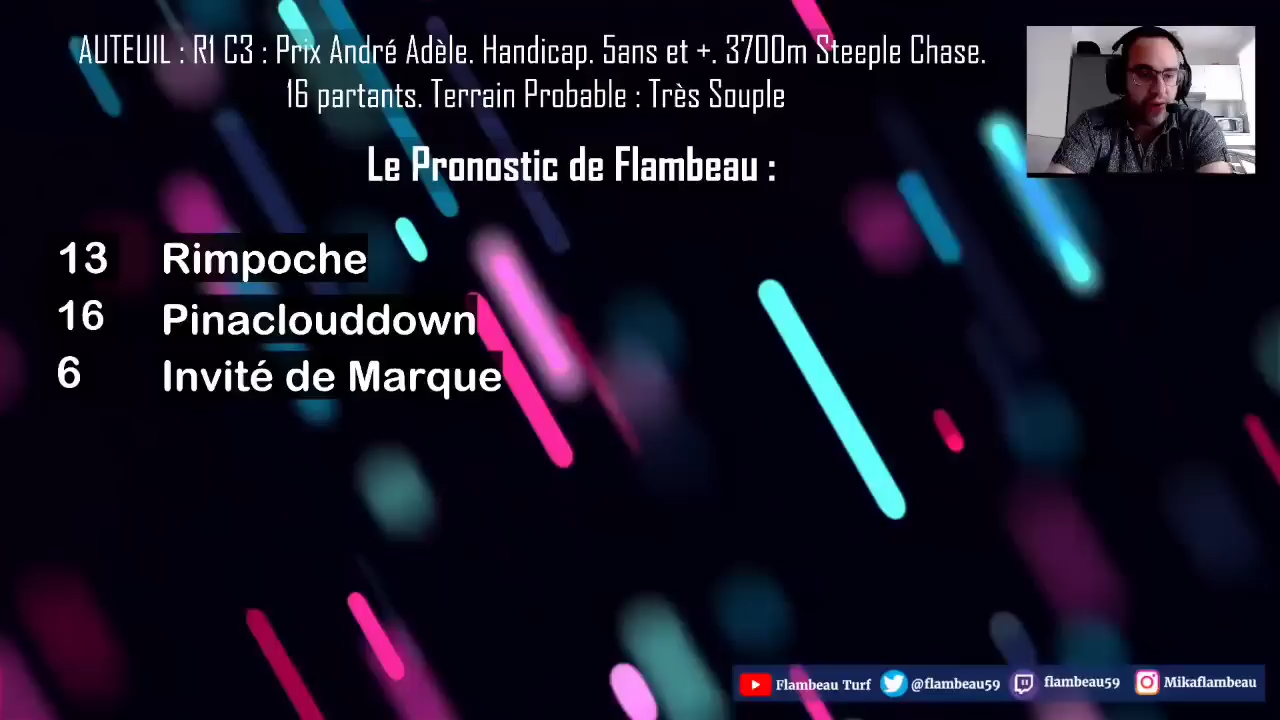 AUTEUIL : R1 C3 : Prix André Adèle. Handicap. 5ans et +. 3700m Steeple Chase.
16 partants. Terrain Probable : Très Souple
Le Pronostic de Flambeau :
13 Rimpoche
16 Pinaclouddown
6 Invité de Marque
Flambeau Turf @flambeau59 flambeau59 Mikaflambeau